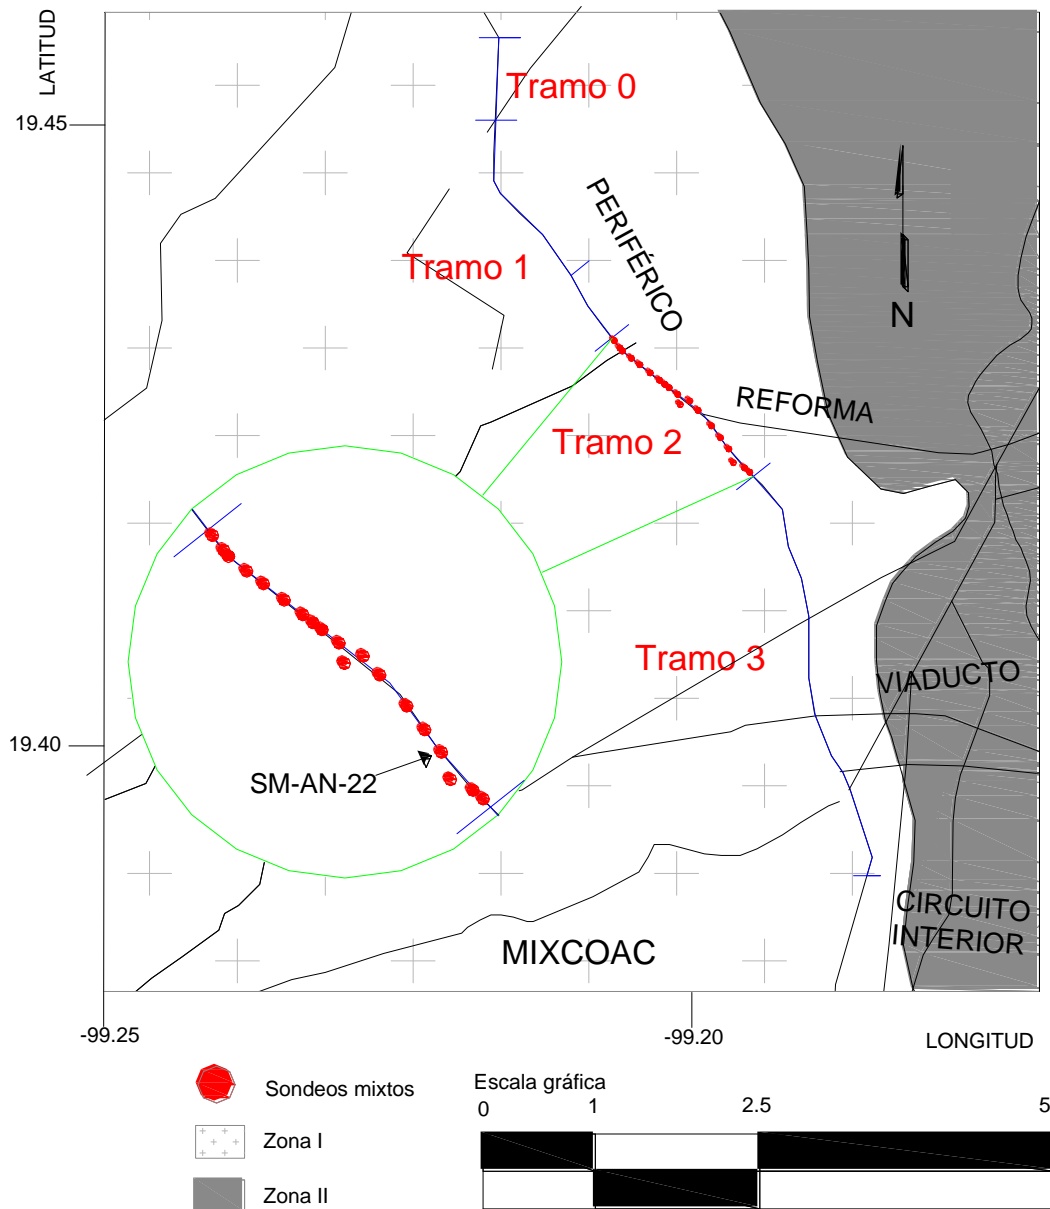 LATITUD
Tramo 0
19.45
PERIFÉRICO
Tramo 1
N
REFORMA
Tramo 2
Tramo 3
VIADUCTO
19.40
SM-AN-22
CIRCUITO
INTERIOR
MIXCOAC
-99.25
-99.20
LONGITUD
Sondeos mixtos
Escala gráfica
0 1 2.5 5
Zona I
Zona II